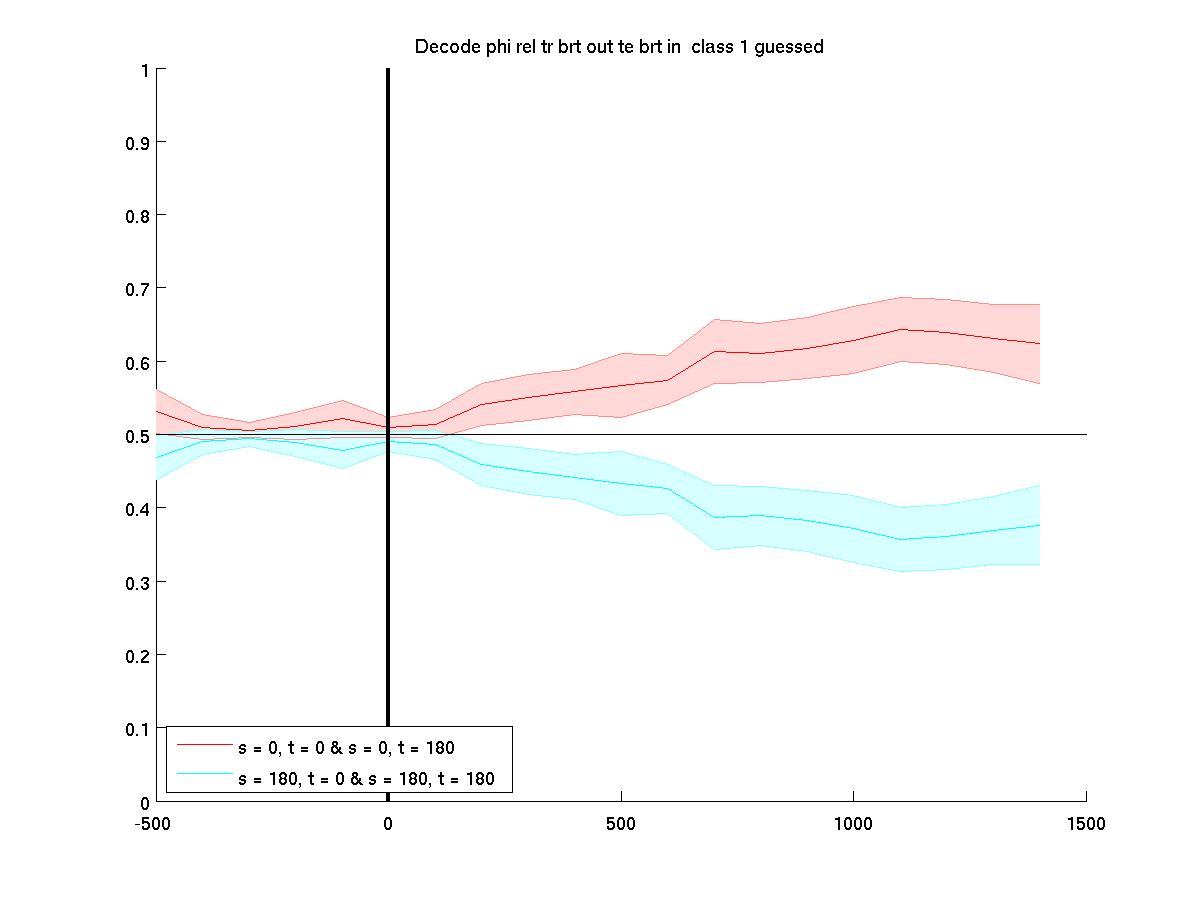 Decode phi rel tr brt out te brt in  class 1 guessed
1
0.9
0.8
0.7
0.6
0.5
0.4
0.3
0.2
0.1
0
s = 0, t = 0 & s = 0, t = 180
s = 180, t = 0 & s = 180, t = 180
-500 0 500 1000 1500